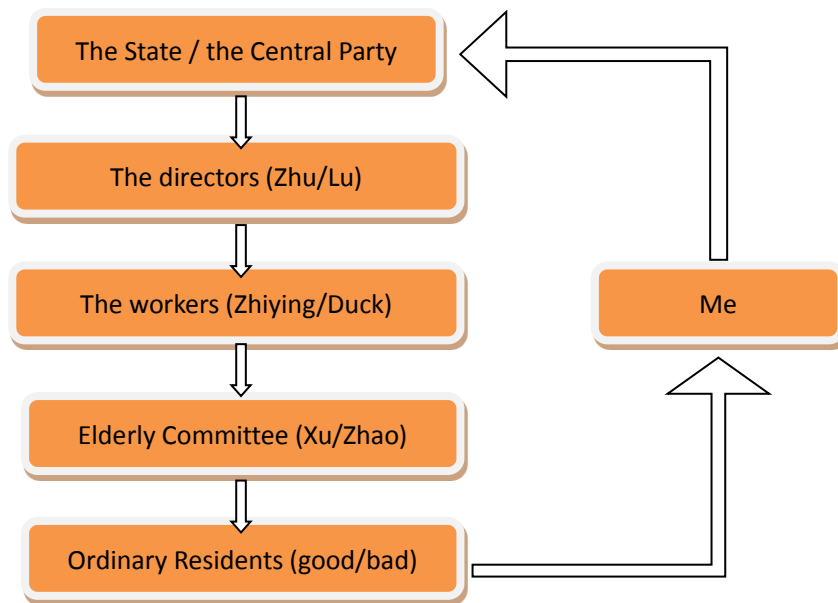 The State / the Central Party
The directors (Zhu/Lu)
The workers (Zhiying/Duck)
Me
Elderly Committee (Xu/Zhao)
Ordinary Residents (good/bad)